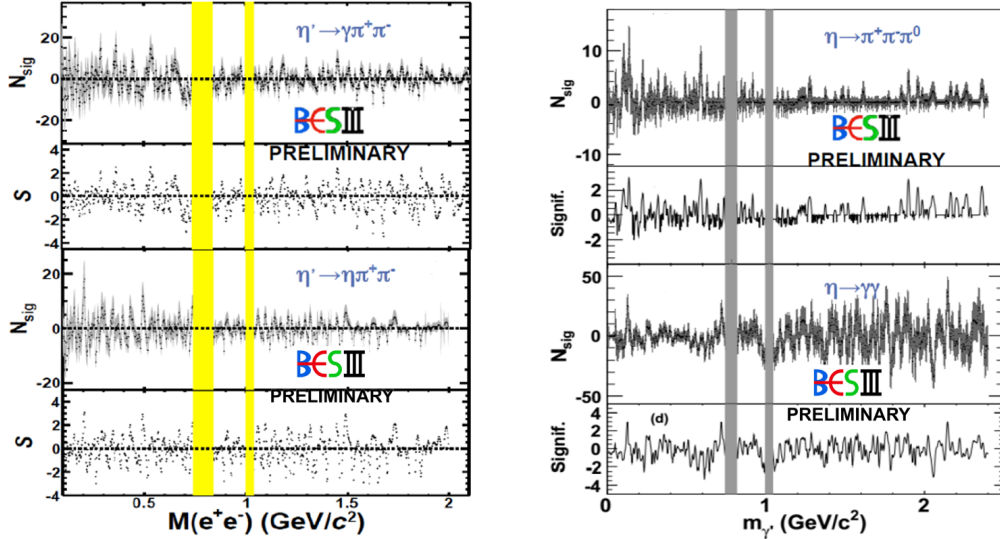 η' → γπ⁺π⁻
N_sig
20
0
-20
BESIII
PRELIMINARY
S
4
2
0
-2
-4
η' → ηπ⁺π⁻
N_sig
20
0
-20
BESIII
PRELIMINARY
S
4
2
0
-2
-4
0.5
1
1.5
2
M(e⁺e⁻) (GeV/c²)
η→π⁺π⁻π⁰
N_sig
10
0
-10
BESIII
PRELIMINARY
Signif.
2
0
-2
η→γγ
N_sig
50
0
-50
BESIII
PRELIMINARY
(d)
Signif.
4
2
0
-2
-4
0
1
2
m_γ' (GeV/c²)